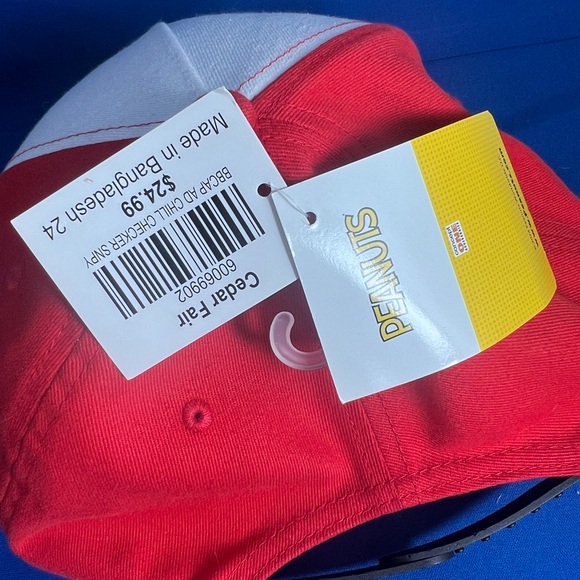 Cedar Fair
60069902
BBCAP AD CHILL CHECKER SNPY
$24.99
Made in Bangladesh 24
PEANUTS